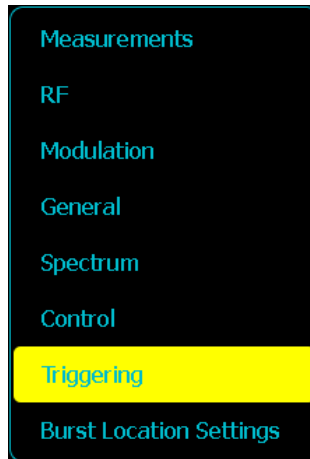 Measurements
RF
Modulation
General
Spectrum
Control
Triggering
Burst Location Settings